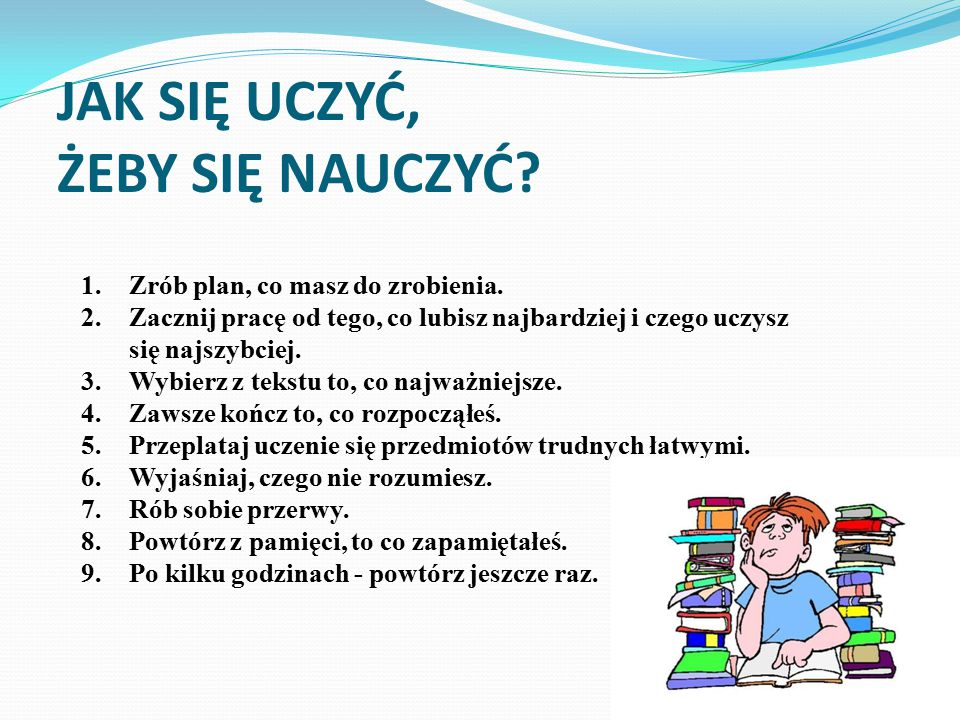 JAK SIĘ UCZYĆ,
ŻEBY SIĘ NAUCZYĆ?
1. Zrób plan, co masz do zrobienia.
2. Zacznij pracę od tego, co lubisz najbardziej i czego uczysz
się najszybciej.
3. Wybierz z tekstu to, co najważniejsze.
4. Zawsze kończ to, co rozpocząłeś.
5. Przeplataj uczenie się przedmiotów trudnych łatwymi.
6. Wyjaśniaj, czego nie rozumiesz.
7. Rób sobie przerwy.
8. Powtórz z pamięci, to co zapamiętałeś.
9. Po kilku godzinach - powtórz jeszcze raz.